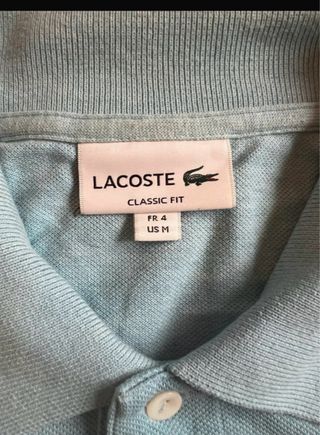 LACOSTE
CLASSIC FIT
FR 4
US M